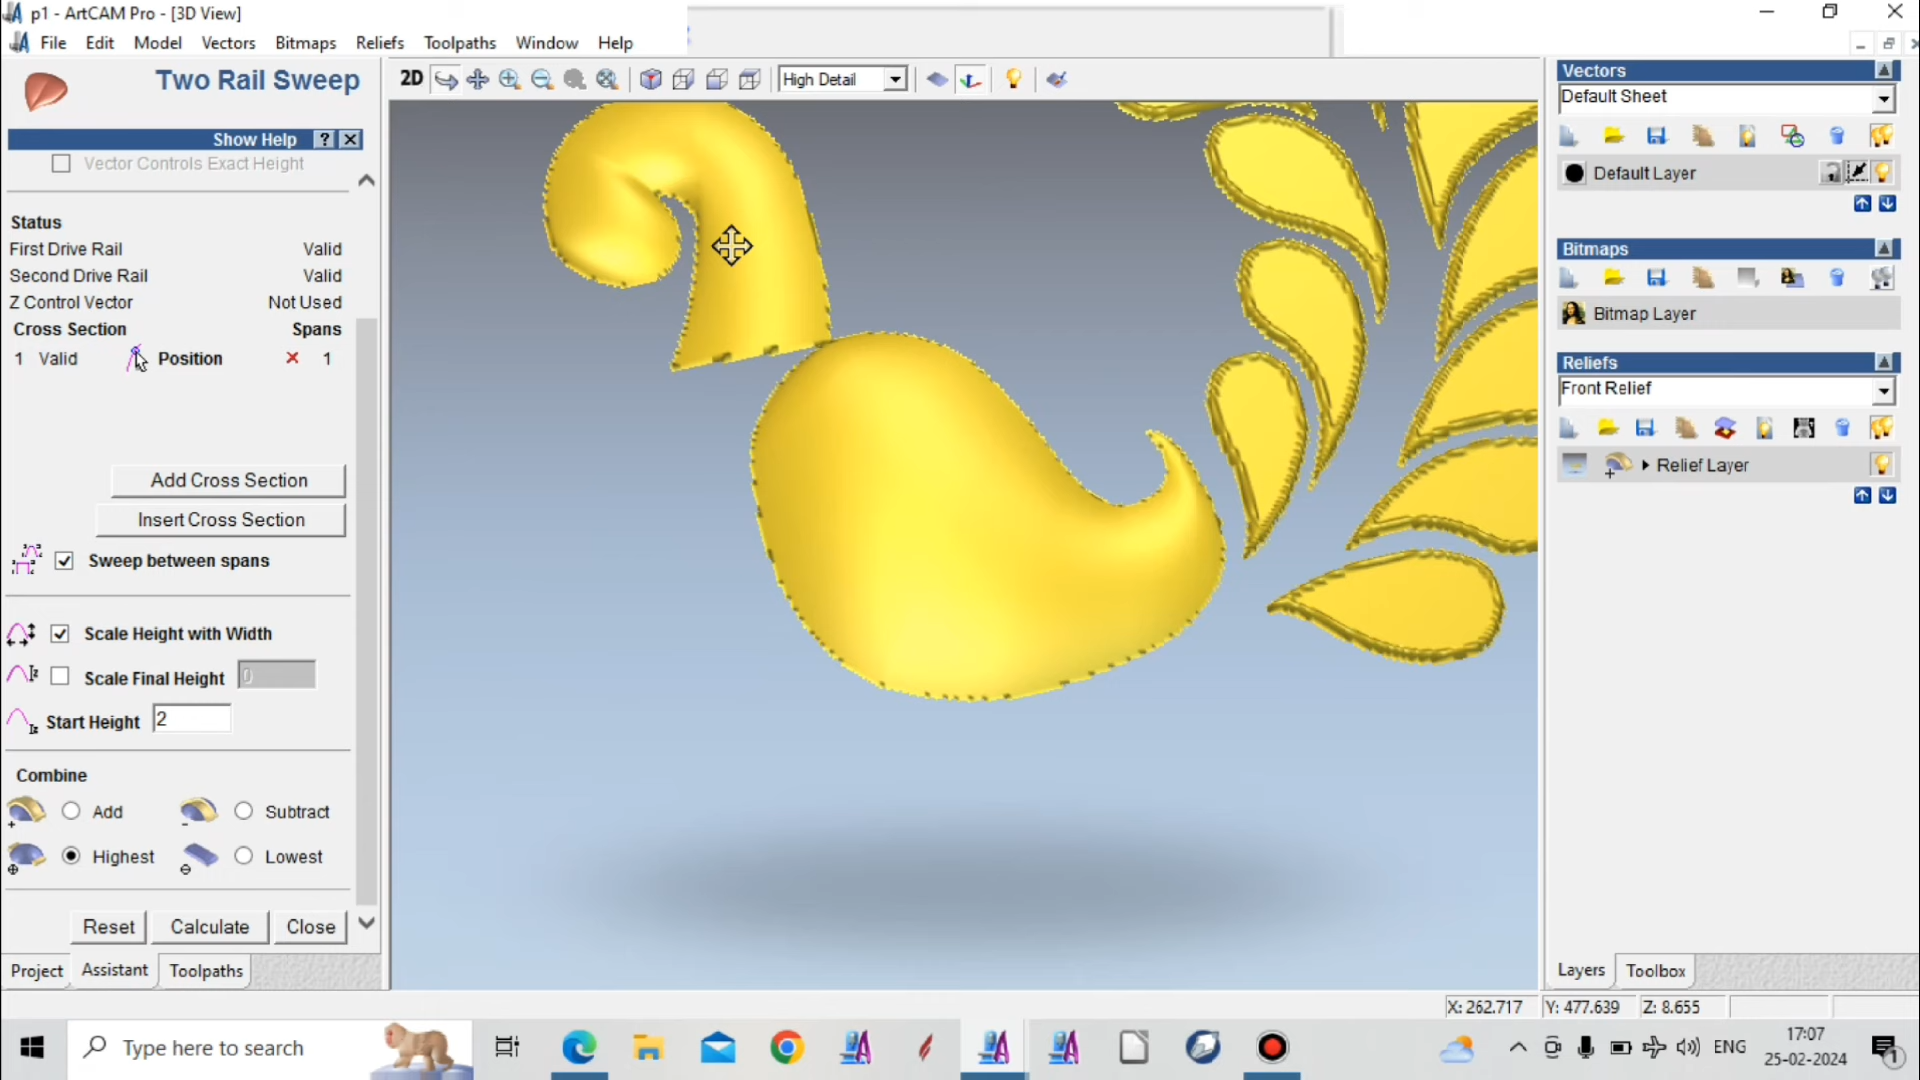 p1 - ArtCAM Pro - [3D View]
File Edit Model Vectors Bitmaps Reliefs Toolpaths Window Help
Two Rail Sweep
Show Help ?
Vector Controls Exact Height
Status
First Drive Rail Valid
Second Drive Rail Valid
Z Control Vector Not Used
Cross Section Spans
1 Valid Position 1
Add Cross Section
Insert Cross Section
Sweep between spans
Scale Height with Width
Scale Final Height 0
Start Height 2
Combine
Add Subtract
Highest Lowest
Reset Calculate Close
Project Assistant Toolpaths
2D High Detail
Vectors
Default Sheet
Default Layer
Bitmaps
Bitmap Layer
Reliefs
Front Relief
Relief Layer
Layers Toolbox
X: 262.717 Y: 477.639 Z: 8.655
Type here to search
ENG
17:07
25-02-2024
1